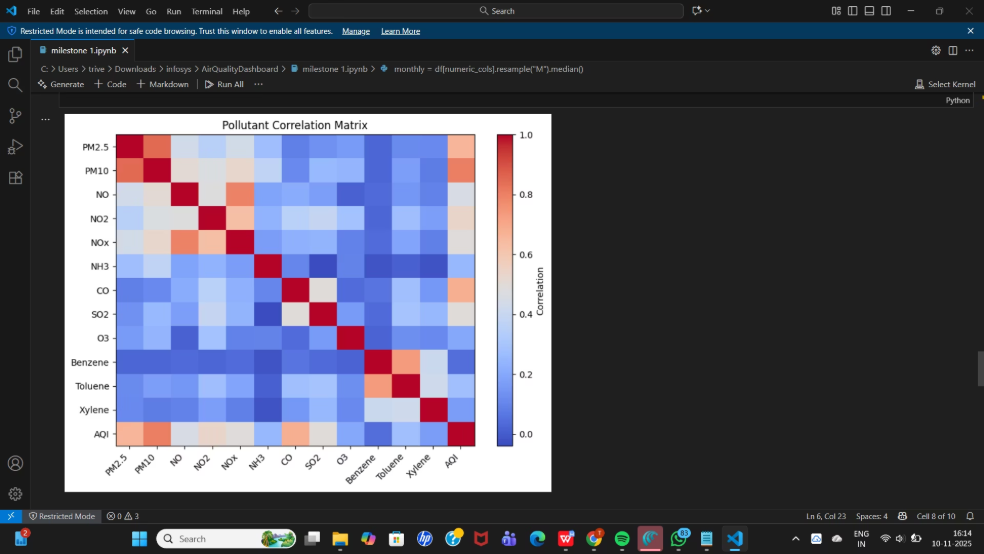 File Edit Selection View Go Run Terminal Help
Search
Restricted Mode is intended for safe code browsing. Trust this window to enable all features. Manage Learn More
milestone 1.ipynb
C: > Users > trive > Downloads > infosys > AirQualityDashboard > milestone 1.ipynb > monthly = df[numeric_cols].resample("M").median()
Generate + Code + Markdown Run All ...
Select Kernel
Python
...
Pollutant Correlation Matrix
PM2.5
PM10
NO
NO2
NOx
NH3
CO
SO2
O3
Benzene
Toluene
Xylene
AQI
PM2.5 PM10 NO NO2 NOx NH3 CO SO2 O3 Benzene Toluene Xylene AQI
1.0
0.8
0.6
0.4
0.2
0.0
Correlation
Restricted Mode 0 3
Ln 6, Col 23 Spaces: 4 Cell 8 of 10
2
Search
hp
1
83
ENG
IN
16:14
10-11-2025